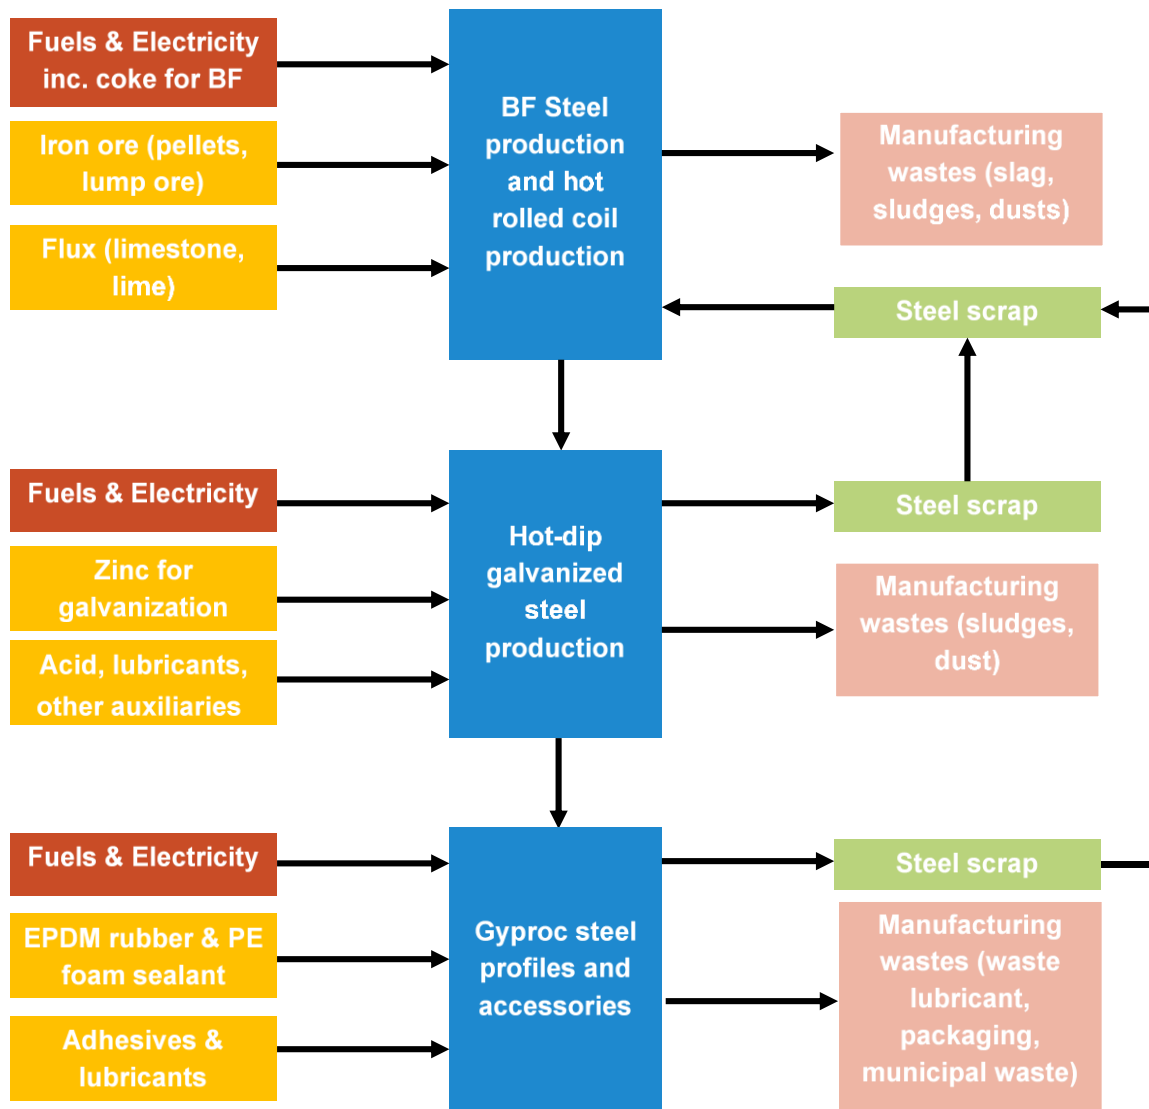 Fuels & Electricity
inc. coke for BF
Iron ore (pellets,
lump ore)
Flux (limestone,
lime)
BF Steel
production
and hot
rolled coil
production
Manufacturing
wastes (slag,
sludges, dusts)
Steel scrap
Fuels & Electricity
Zinc for
galvanization
Acid, lubricants,
other auxiliaries
Hot-dip
galvanized
steel
production
Steel scrap
Manufacturing
wastes (sludges,
dust)
Fuels & Electricity
EPDM rubber & PE
foam sealant
Adhesives &
lubricants
Gyproc steel
profiles and
accessories
Steel scrap
Manufacturing
wastes (waste
lubricant,
packaging,
municipal waste)